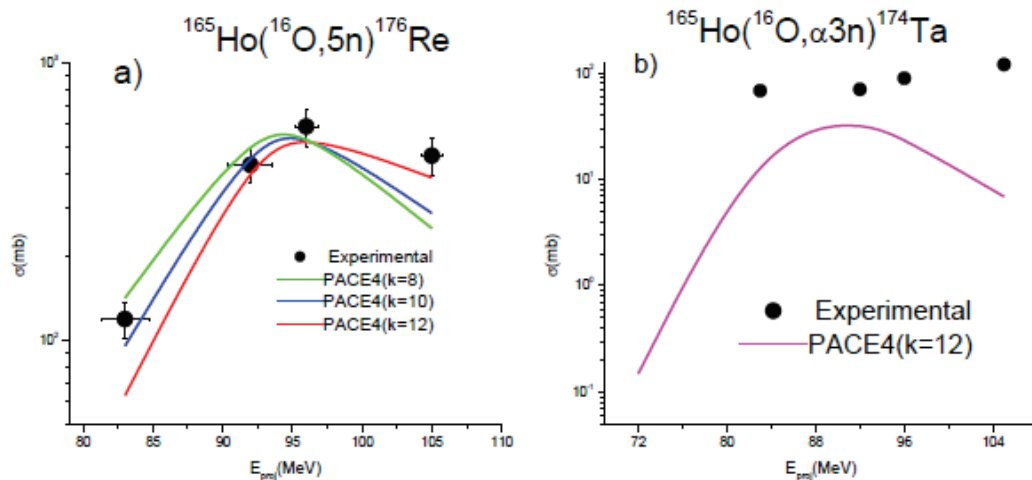 ¹⁶⁵Ho(¹⁶O,5n)¹⁷⁶Re
a)
10³
10²
σ(mb)
Experimental
PACE4(k=8)
PACE4(k=10)
PACE4(k=12)
80 85 90 95 100 105 110
E_proj(MeV)
¹⁶⁵Ho(¹⁶O,α3n)¹⁷⁴Ta
b)
10²
10¹
10⁰
10⁻¹
σ(mb)
Experimental
PACE4(k=12)
72 80 88 96 104
E_proj(MeV)